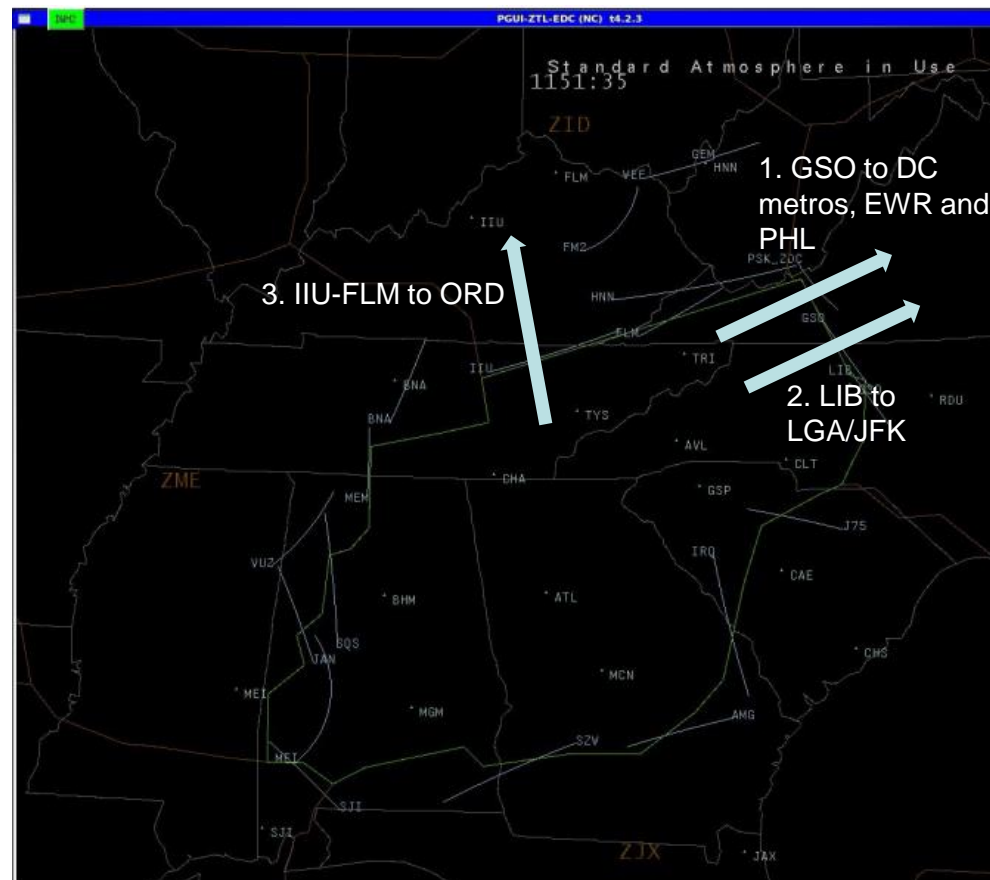 PGUI-ZTL-EDC (NC) t4.2.3
Standard Atmosphere in Use
1151:35
ZID
GEM
HNN
FLM
VEE
1. GSO to DC
metros, EWR and
PHL
IIU
FM2
PSK_ZDC
3. IIU-FLM to ORD
HNN
GSO
FLM
TRI
IIU
LIB
BNA
RDU
2. LIB to
LGA/JFK
BNA
TYS
AVL
CLT
ZME
CHA
GSP
MEM
J75
IRQ
VUZ
CAE
BHM
ATL
SQS
JAN
CHS
MCN
MEI
MGM
AMG
SZV
MEI
SJI
SJI
ZJX
JAX